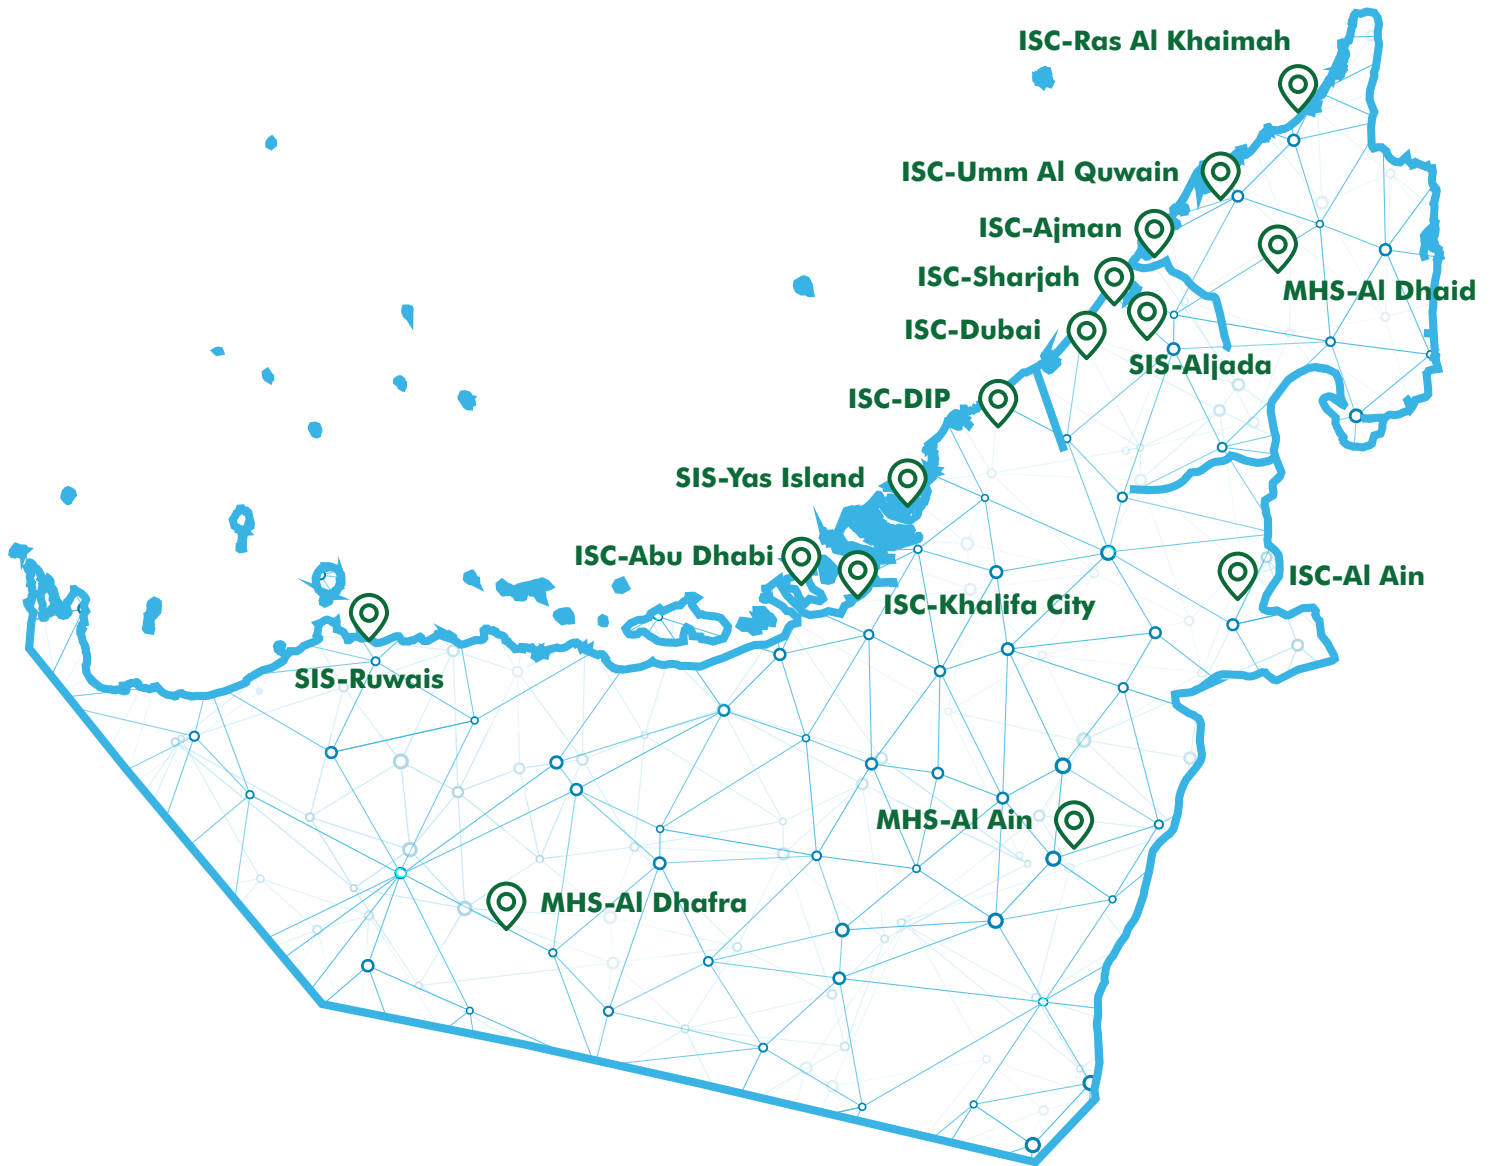 ISC-Ras Al Khaimah
ISC-Umm Al Quwain
ISC-Ajman
ISC-Sharjah
MHS-Al Dhaid
ISC-Dubai
SIS-Aljada
ISC-DIP
SIS-Yas Island
ISC-Abu Dhabi
ISC-Al Ain
ISC-Khalifa City
SIS-Ruwais
MHS-Al Ain
MHS-Al Dhafra